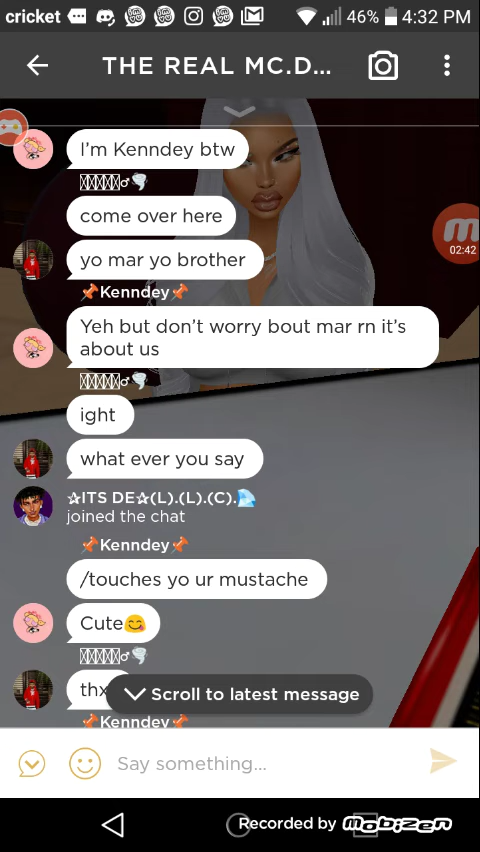 cricket 46% 4:32 PM
THE REAL MC.D...
I'm Kenndey btw
come over here
02:42
yo mar yo brother
📌Kenndey📌
Yeh but don't worry bout mar rn it's
about us
ight
what ever you say
✰ITS DE✰(L).(L).(C).💎
joined the chat
📌Kenndey📌
/touches yo ur mustache
Cute😋
thx
Scroll to latest message
📌Kenndey📌
Say something...
Recorded by MOBIZEN